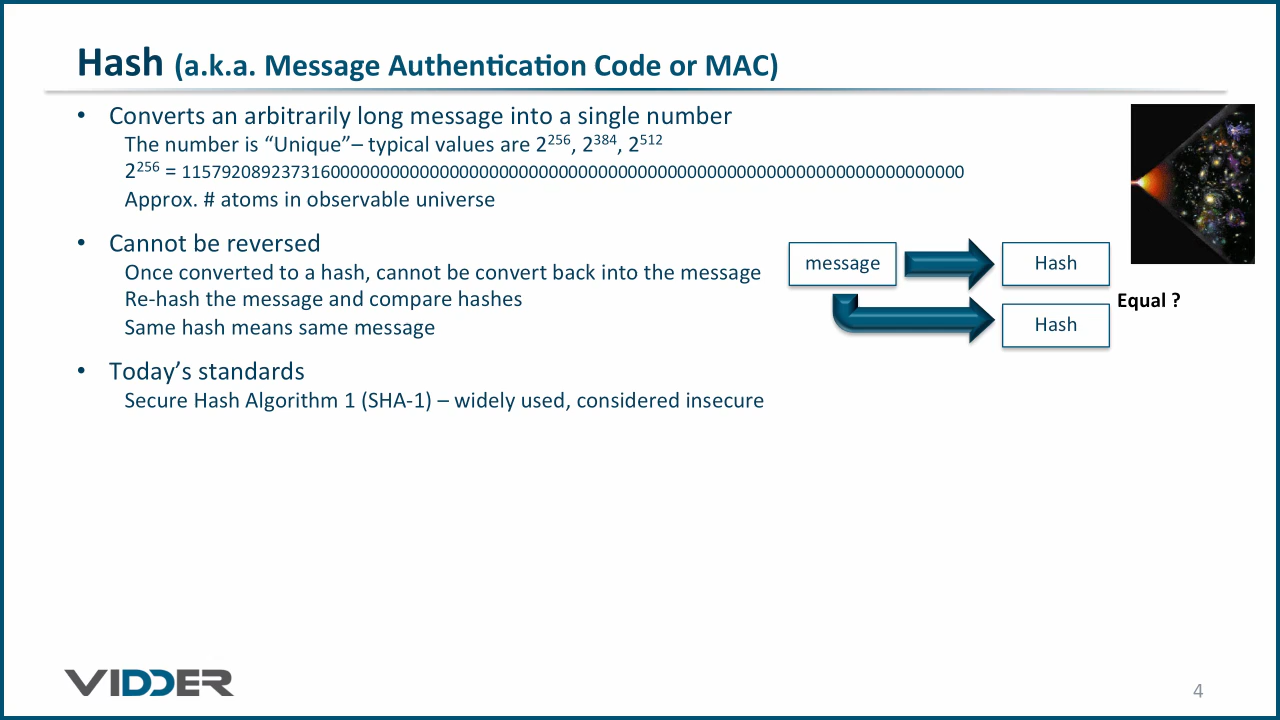 Hash (a.k.a. Message Authentication Code or MAC)
• Converts an arbitrarily long message into a single number
The number is “Unique”– typical values are 2²⁵⁶, 2³⁸⁴, 2⁵¹²
2²⁵⁶ = 115792089237316000000000000000000000000000000000000000000000000000000000000000
Approx. # atoms in observable universe
• Cannot be reversed
Once converted to a hash, cannot be convert back into the message
Re-hash the message and compare hashes
Same hash means same message
message
Hash
Equal ?
Hash
• Today’s standards
Secure Hash Algorithm 1 (SHA-1) – widely used, considered insecure
VIDDER
4